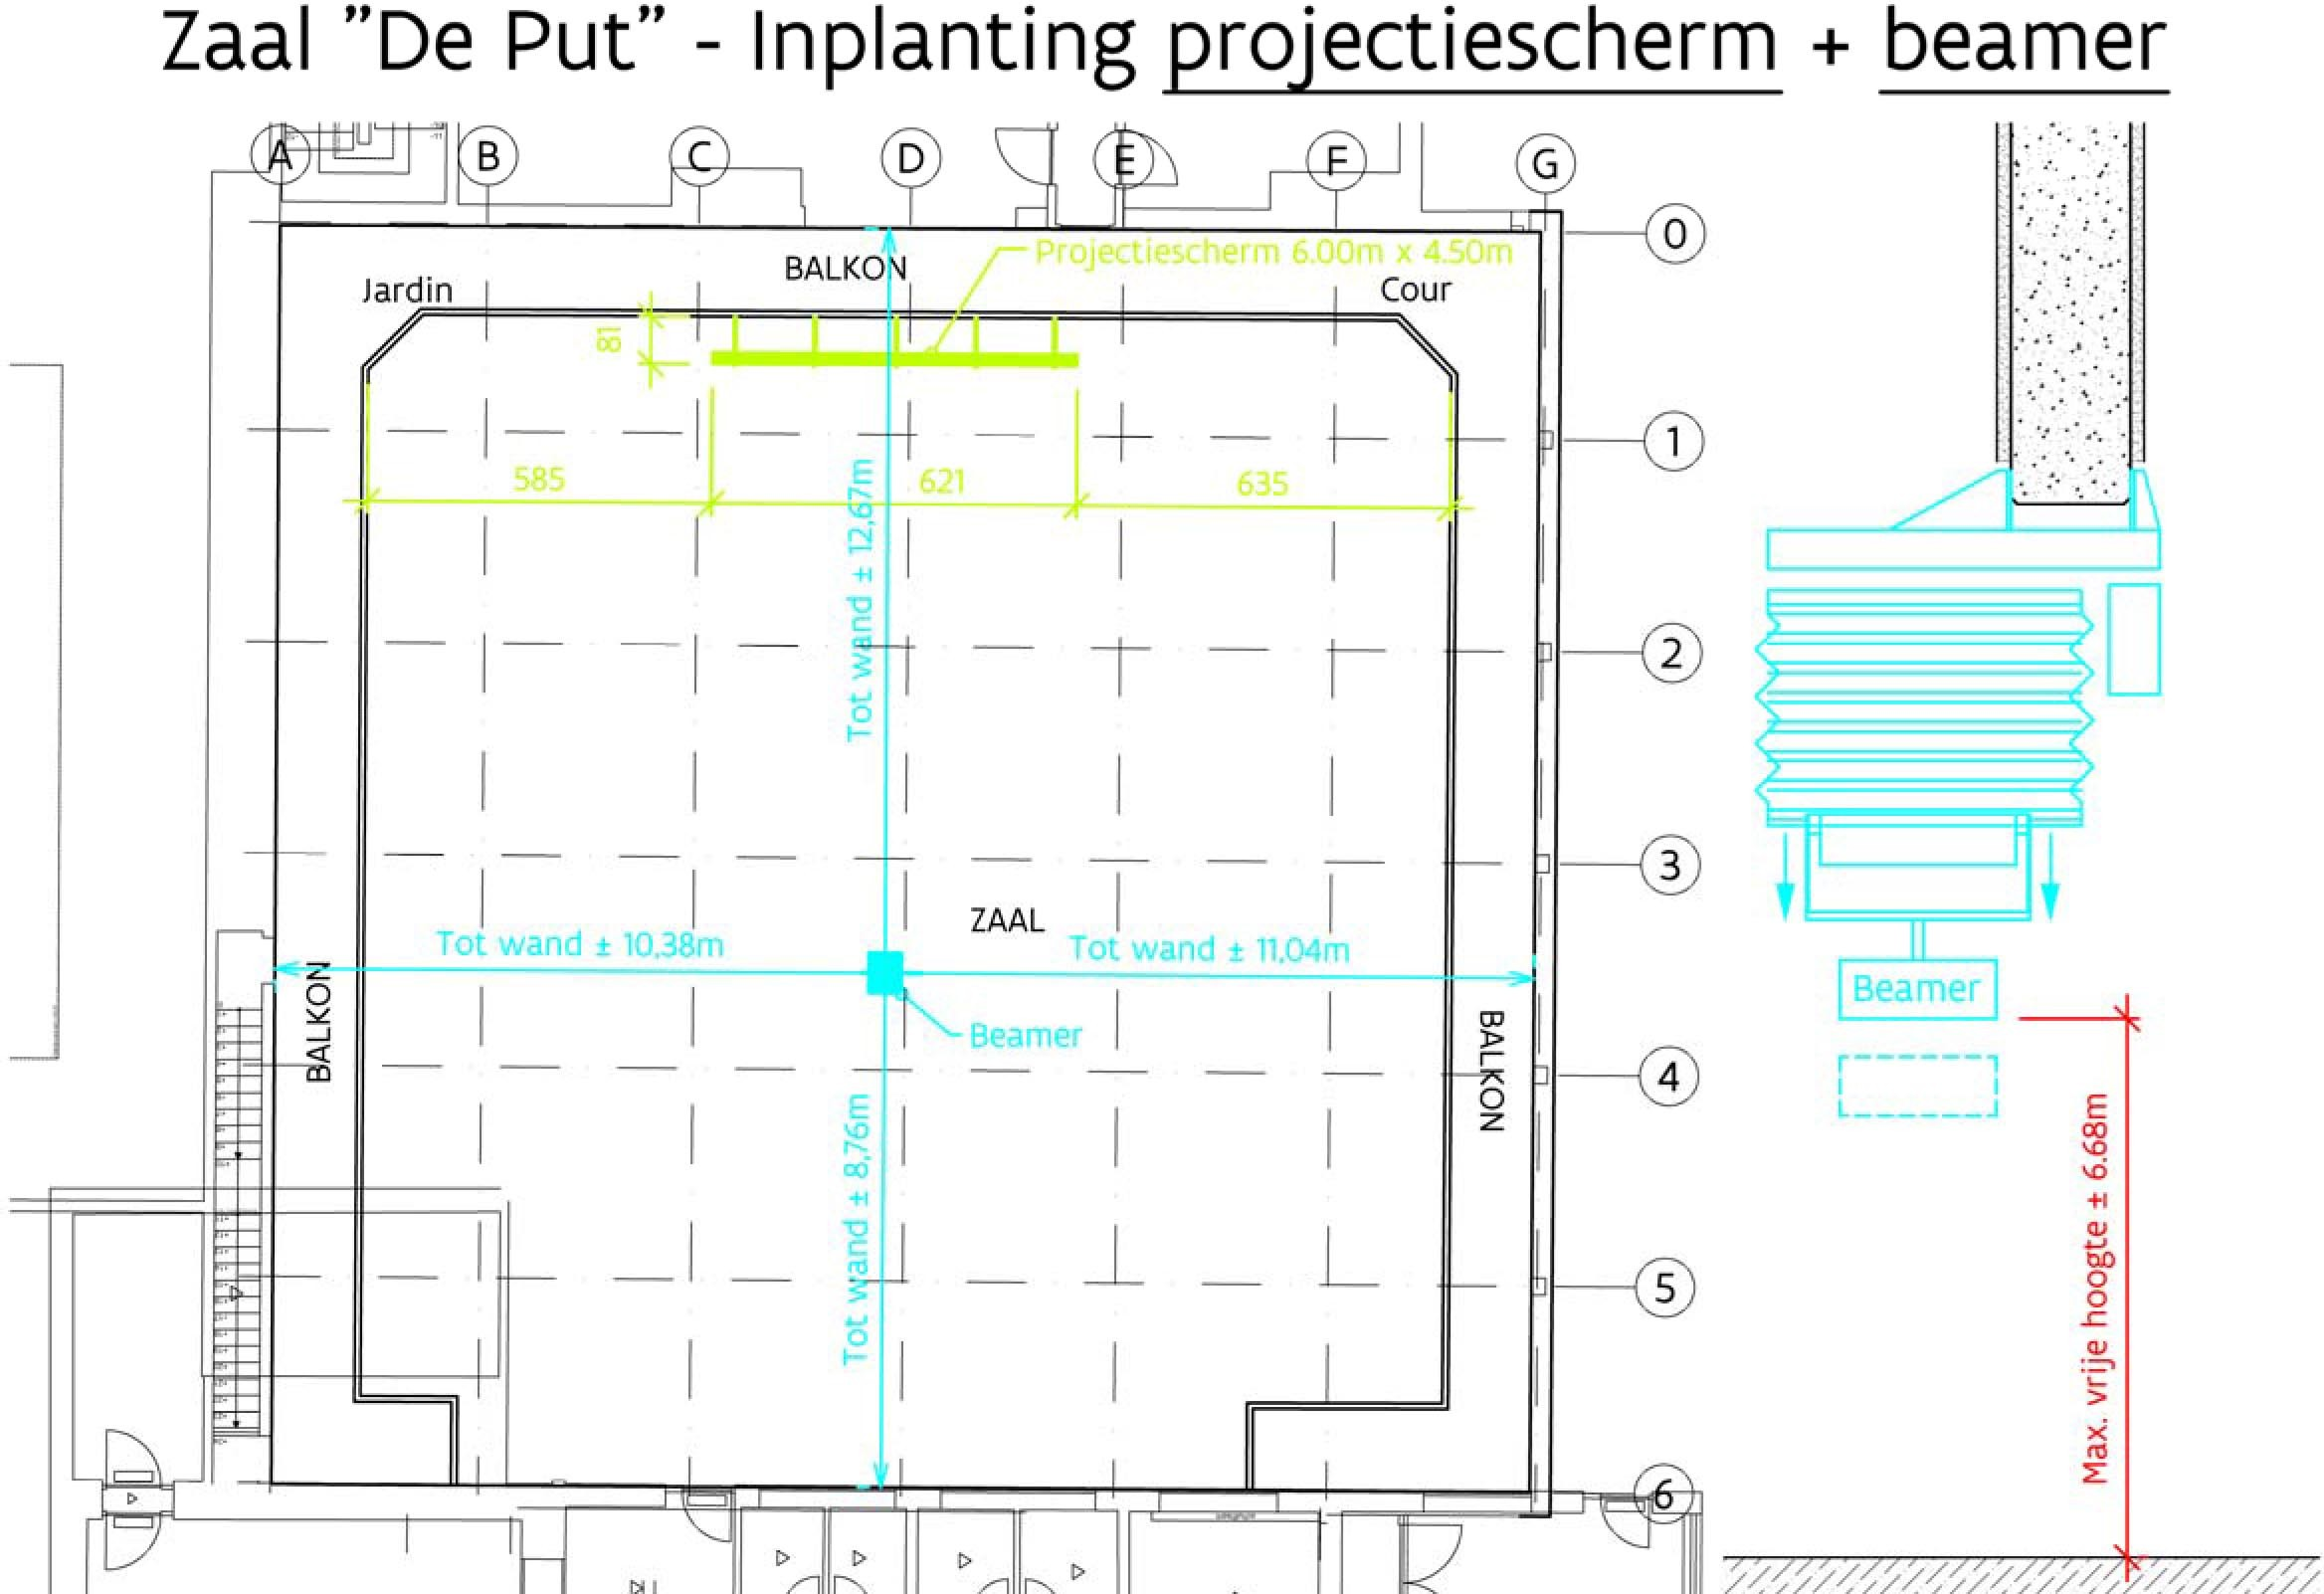 Zaal ”De Put” - Inplanting projectiescherm + beamer
A
B
C
D
E
F
G
0
Projectiescherm 6.00m x 4.50m
BALKON
Jardin
Cour
81
1
585
621
635
Tot wand ± 12,67m
2
3
ZAAL
Tot wand ± 10,38m
Tot wand ± 11,04m
Beamer
Beamer
BALKON
BALKON
4
Tot wand ± 8,76m
Max. vrije hoogte ± 6.68m
5
6